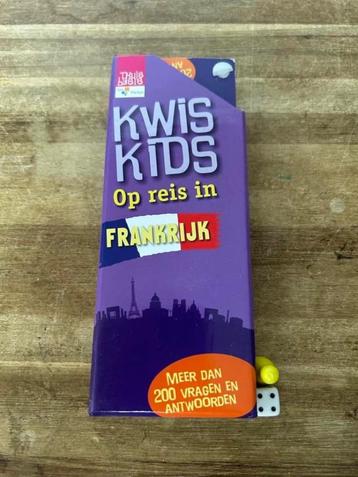 KWIS
KIDS
Op reis in
FRANKRIJK
MEER DAN
200 VRAGEN EN
ANTWOORDEN